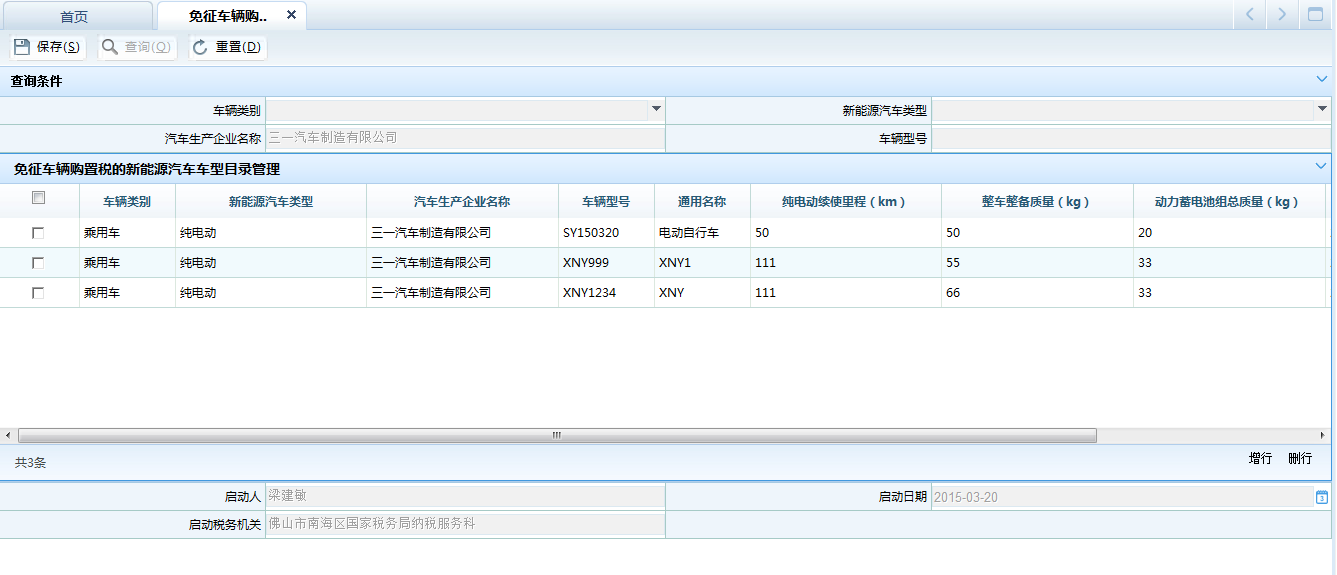 首页 免征车辆购.. ×
保存(S) 查询(Q) 重置(D)
查询条件
车辆类别 新能源汽车类型
汽车生产企业名称 三一汽车制造有限公司 车辆型号
免征车辆购置税的新能源汽车车型目录管理
车辆类别 新能源汽车类型 汽车生产企业名称 车辆型号 通用名称 纯电动续使里程（km） 整车整备质量（kg） 动力蓄电池组总质量（kg）
乘用车 纯电动 三一汽车制造有限公司 SY150320 电动自行车 50 50 20
乘用车 纯电动 三一汽车制造有限公司 XNY999 XNY1 111 55 33
乘用车 纯电动 三一汽车制造有限公司 XNY1234 XNY 111 66 33
共3条 增行 删行
启动人 梁建敏 启动日期 2015-03-20
启动税务机关 佛山市南海区国家税务局纳税服务科